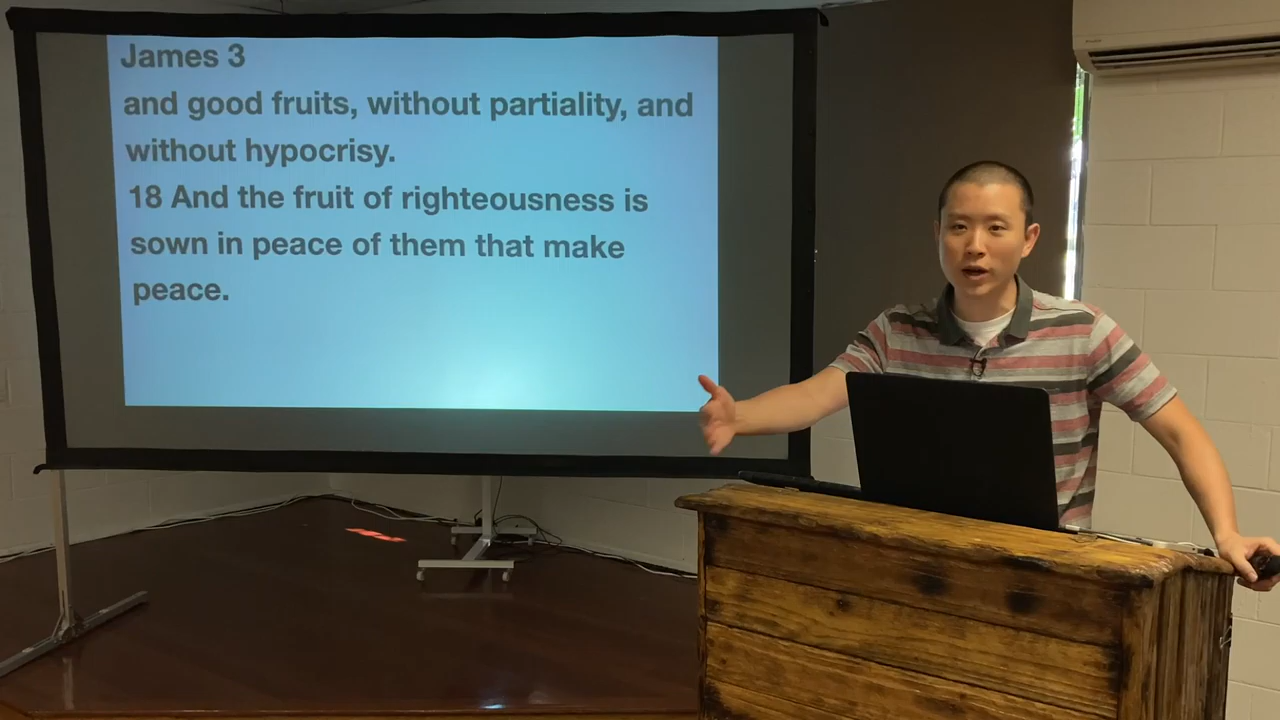 James 3
and good fruits, without partiality, and
without hypocrisy.
18 And the fruit of righteousness is
sown in peace of them that make
peace.